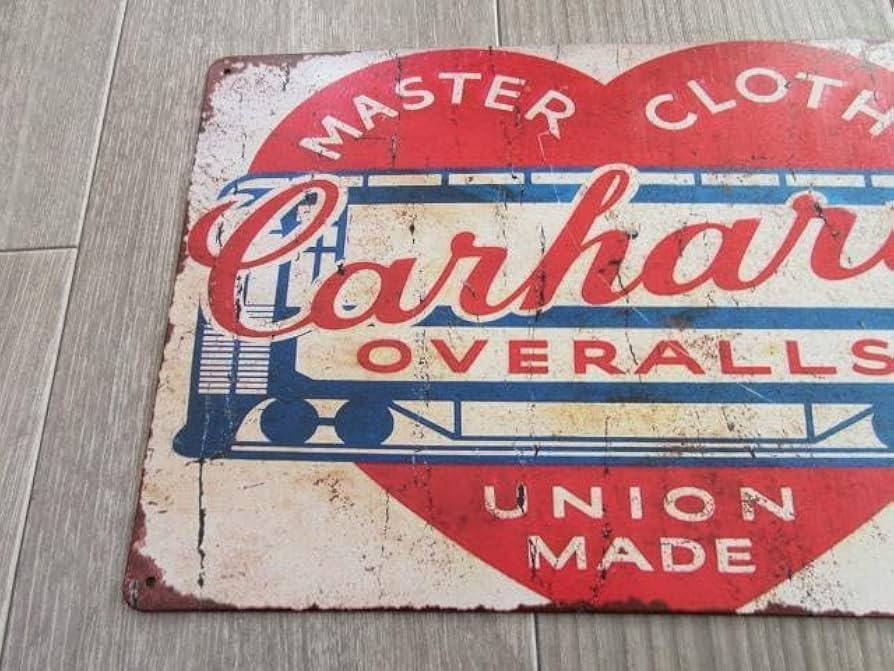 MASTER CLOTH
Carhar
OVERALLS
UNION
MADE